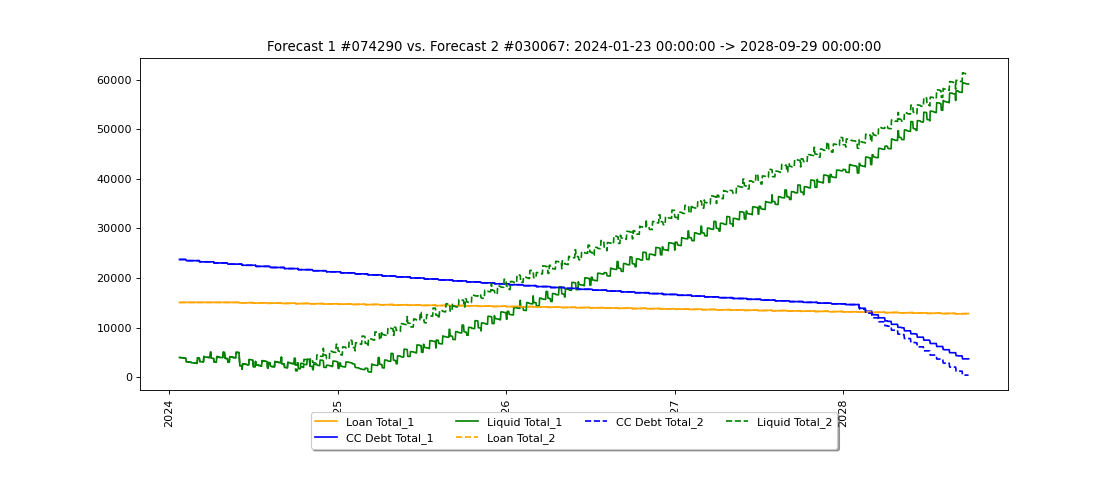 Forecast 1 #074290 vs. Forecast 2 #030067: 2024-01-23 00:00:00 -> 2028-09-29 00:00:00
60000
50000
40000
30000
20000
10000
0
2024
25
26
27
2028
Loan Total_1
Liquid Total_1
CC Debt Total_2
Liquid Total_2
CC Debt Total_1
Loan Total_2